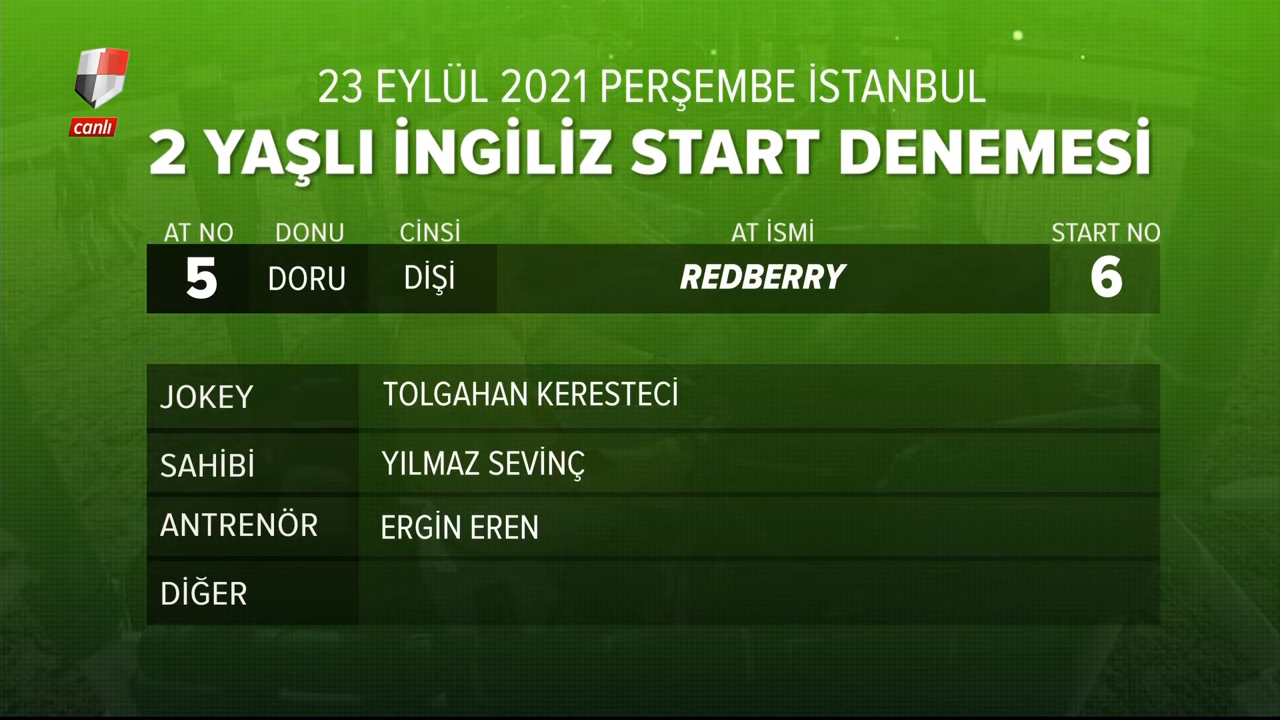 canlı
23 EYLÜL 2021 PERŞEMBE İSTANBUL
2 YAŞLI İNGİLİZ START DENEMESİ
AT NO DONU CİNSİ AT İSMİ START NO
5 DORU DİŞİ REDBERRY 6
JOKEY TOLGAHAN KERESTECİ
SAHİBİ YILMAZ SEVİNÇ
ANTRENÖR ERGİN EREN
DİĞER